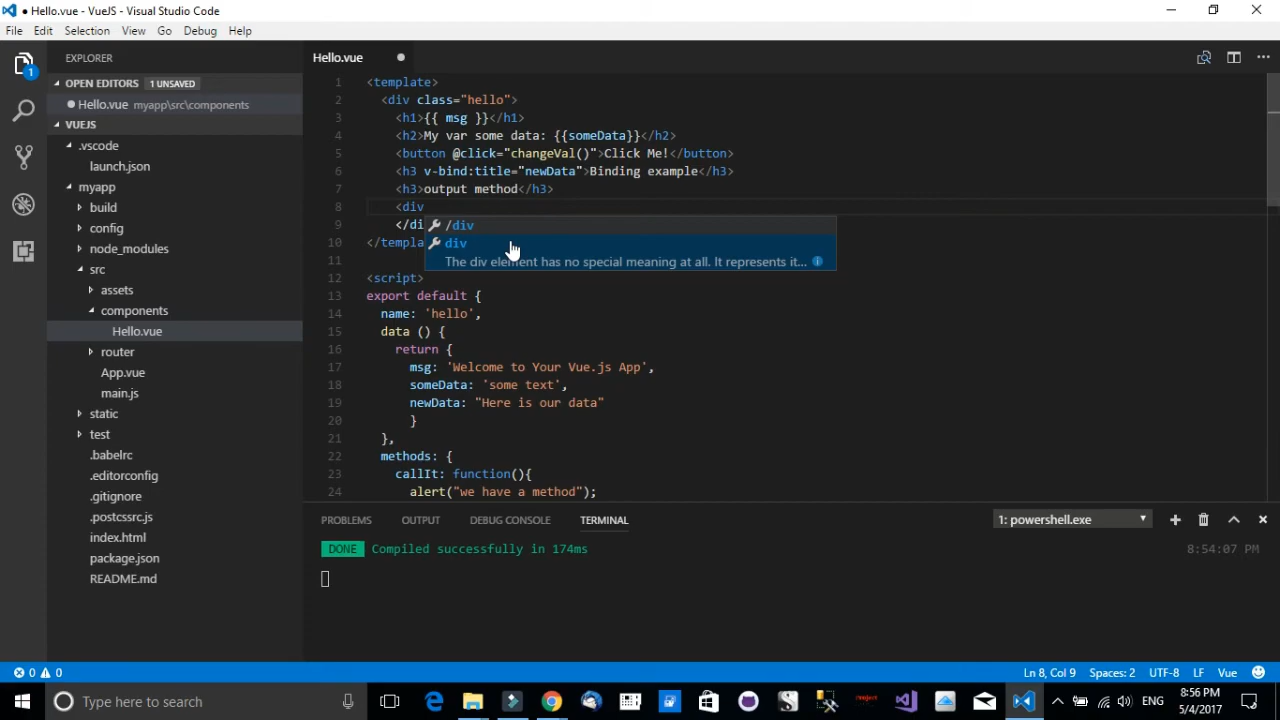 ● Hello.vue - VueJS - Visual Studio Code
File Edit Selection View Go Debug Help
EXPLORER
OPEN EDITORS 1 UNSAVED
Hello.vue myapp\src\components
VUEJS
.vscode
launch.json
myapp
build
config
node_modules
src
assets
components
Hello.vue
router
App.vue
main.js
static
test
.babelrc
.editorconfig
.gitignore
.postcssrc.js
index.html
package.json
README.md
1
Hello.vue
1 <template>
2 <div class="hello">
3 <h1>{{ msg }}</h1>
4 <h2>My var some data: {{someData}}</h2>
5 <button @click="changeVal()">Click Me!</button>
6 <h3 v-bind:title="newData">Binding example</h3>
7 <h3>output method</h3>
8 <div
9 </di
/div
10 </templa
div
The div element has no special meaning at all. It represents it...
11
12 <script>
13 export default {
14 name: 'hello',
15 data () {
16 return {
17 msg: 'Welcome to Your Vue.js App',
18 someData: 'some text',
19 newData: "Here is our data"
20 }
21 },
22 methods: {
23 callIt: function(){
24 alert("we have a method");
PROBLEMS OUTPUT DEBUG CONSOLE TERMINAL 1: powershell.exe
DONE Compiled successfully in 174ms 8:54:07 PM
0 0 Ln 8, Col 9 Spaces: 2 UTF-8 LF Vue
Type here to search
ENG
8:56 PM
5/4/2017